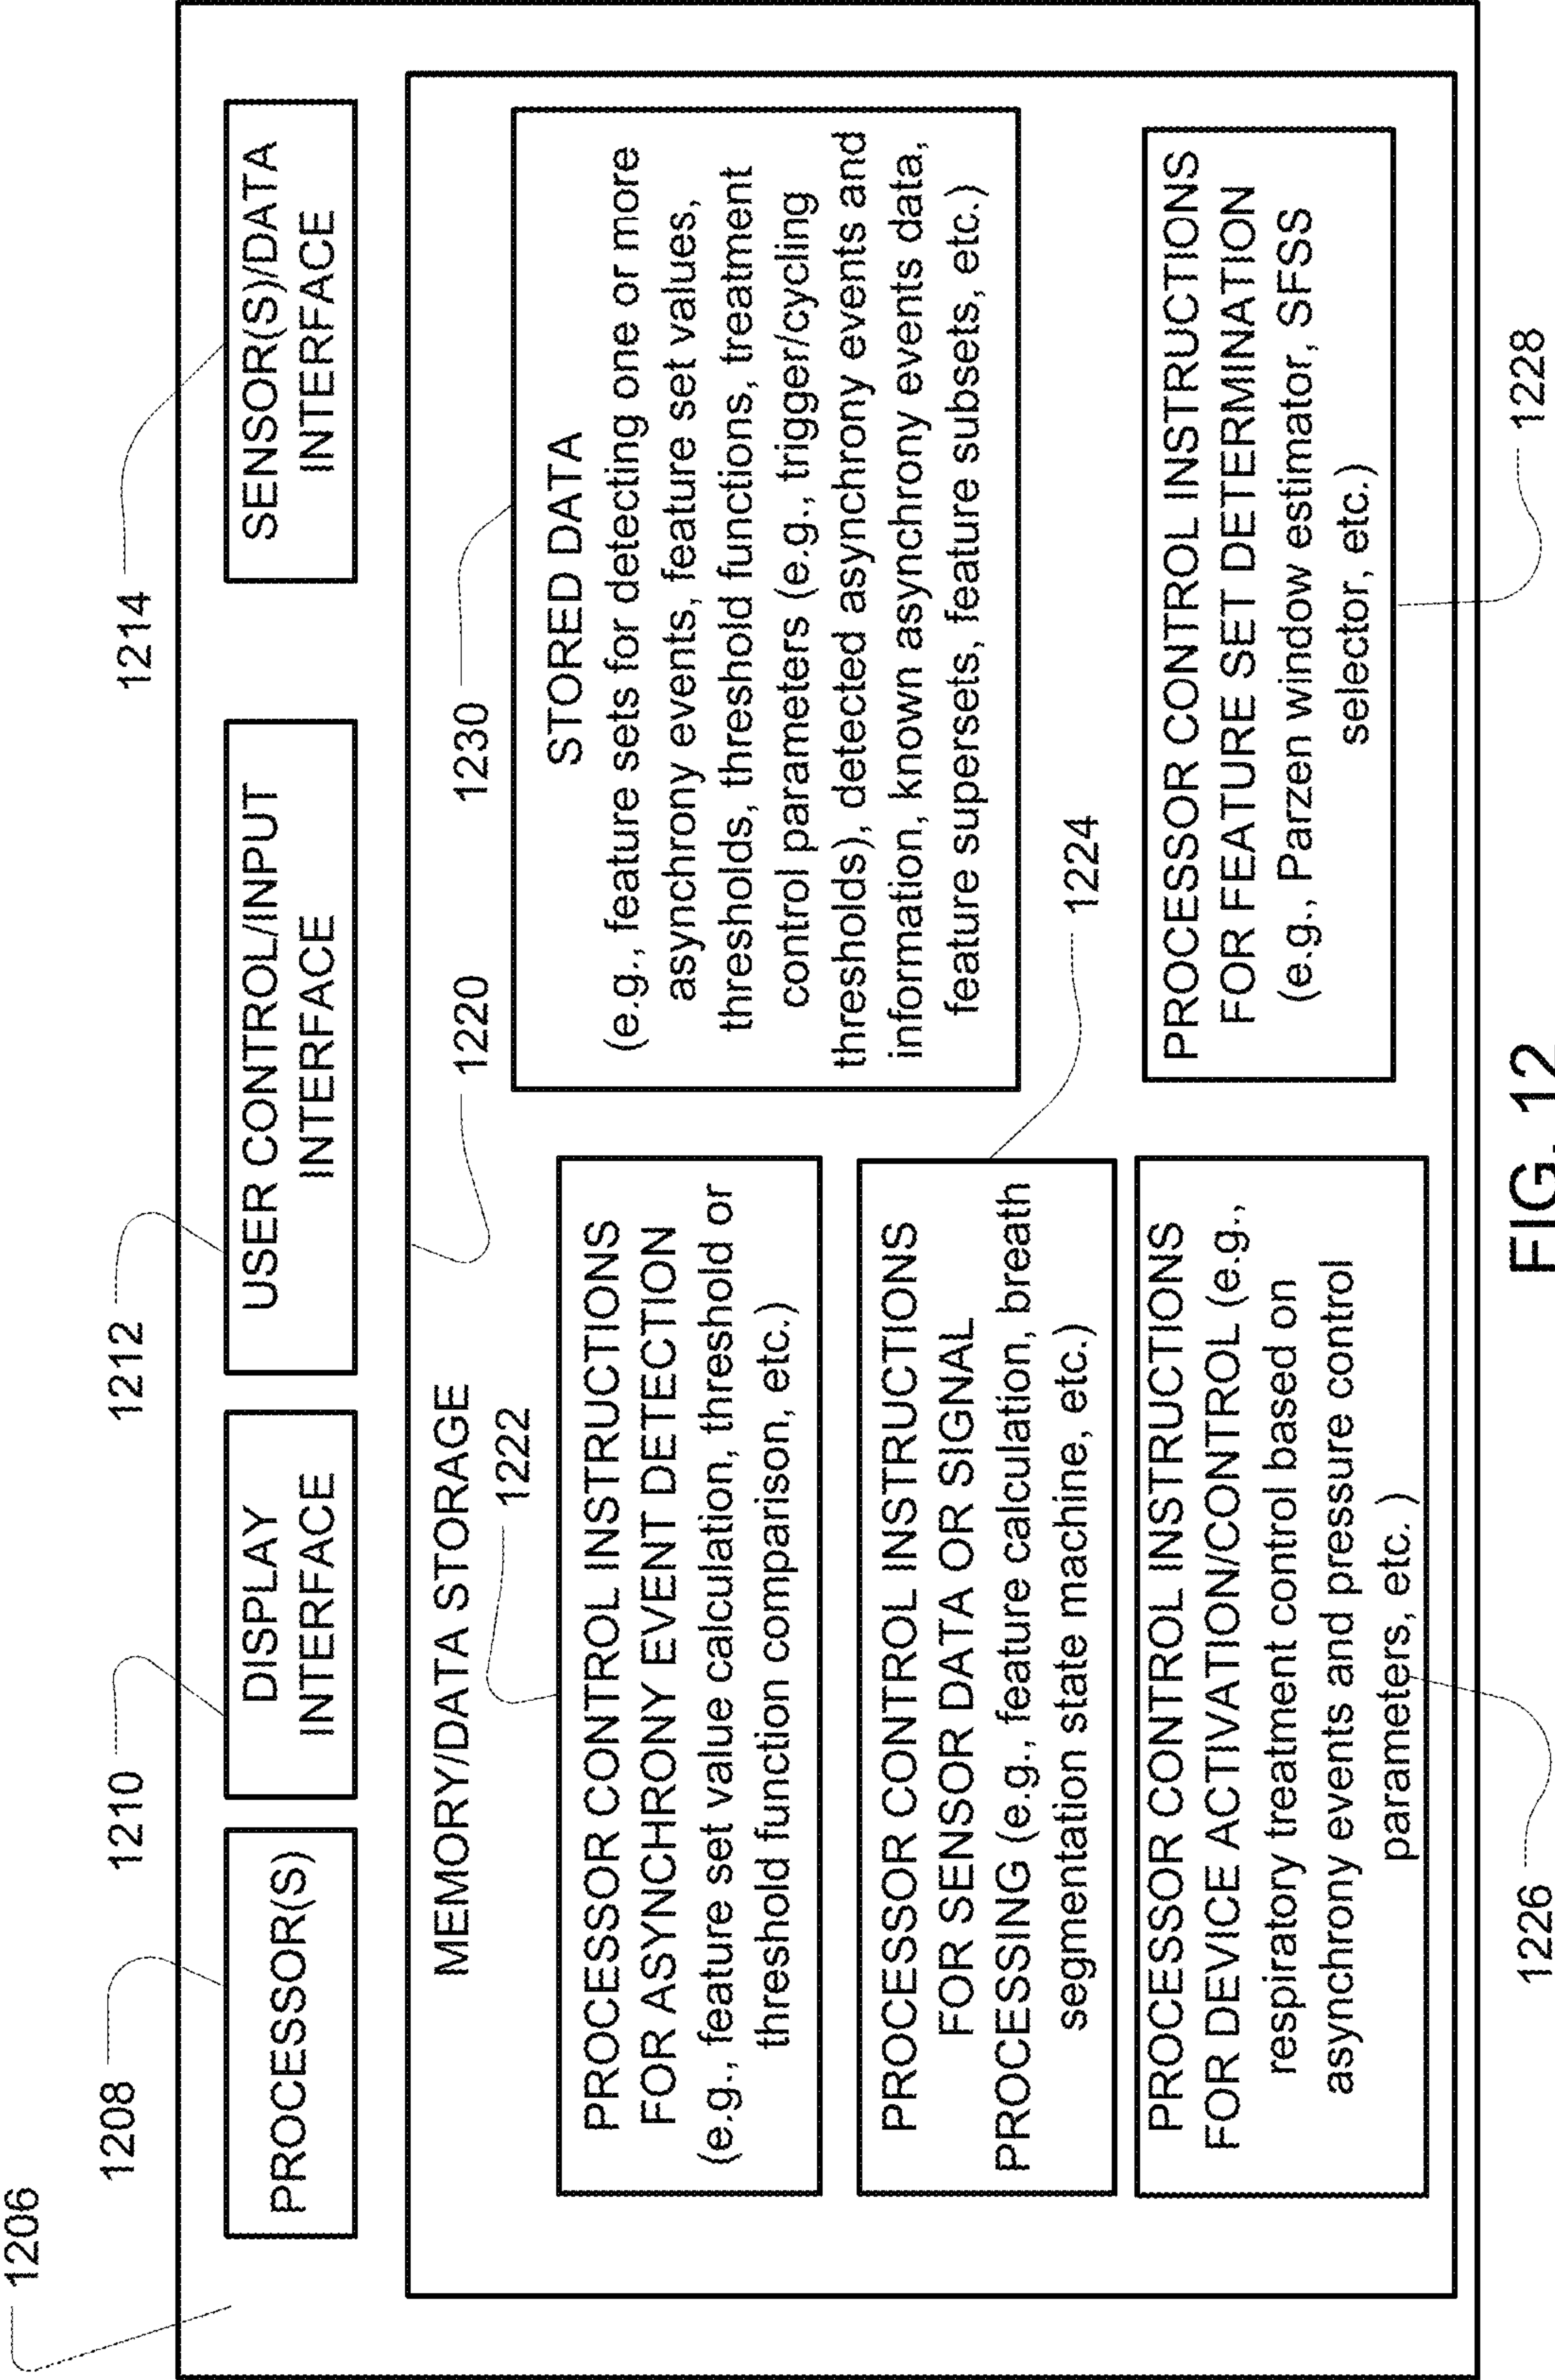 1206
1208
1210
1212
1214
PROCESSOR(S)
DISPLAY
INTERFACE
USER CONTROL/INPUT
INTERFACE
SENSOR(S)/DATA
INTERFACE
MEMORY/DATA STORAGE
1220
1222
PROCESSOR CONTROL INSTRUCTIONS
FOR ASYNCHRONY EVENT DETECTION
(e.g., feature set value calculation, threshold or
threshold function comparison, etc.)
1224
PROCESSOR CONTROL INSTRUCTIONS
FOR SENSOR DATA OR SIGNAL
PROCESSING (e.g., feature calculation, breath
segmentation state machine, etc.)
PROCESSOR CONTROL INSTRUCTIONS
FOR DEVICE ACTIVATION/CONTROL (e.g.,
respiratory treatment control based on
asynchrony events and pressure control
parameters, etc. )
1226
1230
STORED DATA
(e.g., feature sets for detecting one or more
asynchrony events, feature set values,
thresholds, threshold functions, treatment
control parameters (e.g., trigger/cycling
thresholds), detected asynchrony events and
information, known asynchrony events data,
feature supersets, feature subsets, etc.)
PROCESSOR CONTROL INSTRUCTIONS
FOR FEATURE SET DETERMINATION
(e.g., Parzen window estimator, SFSS
selector, etc.)
1228
FIG. 12